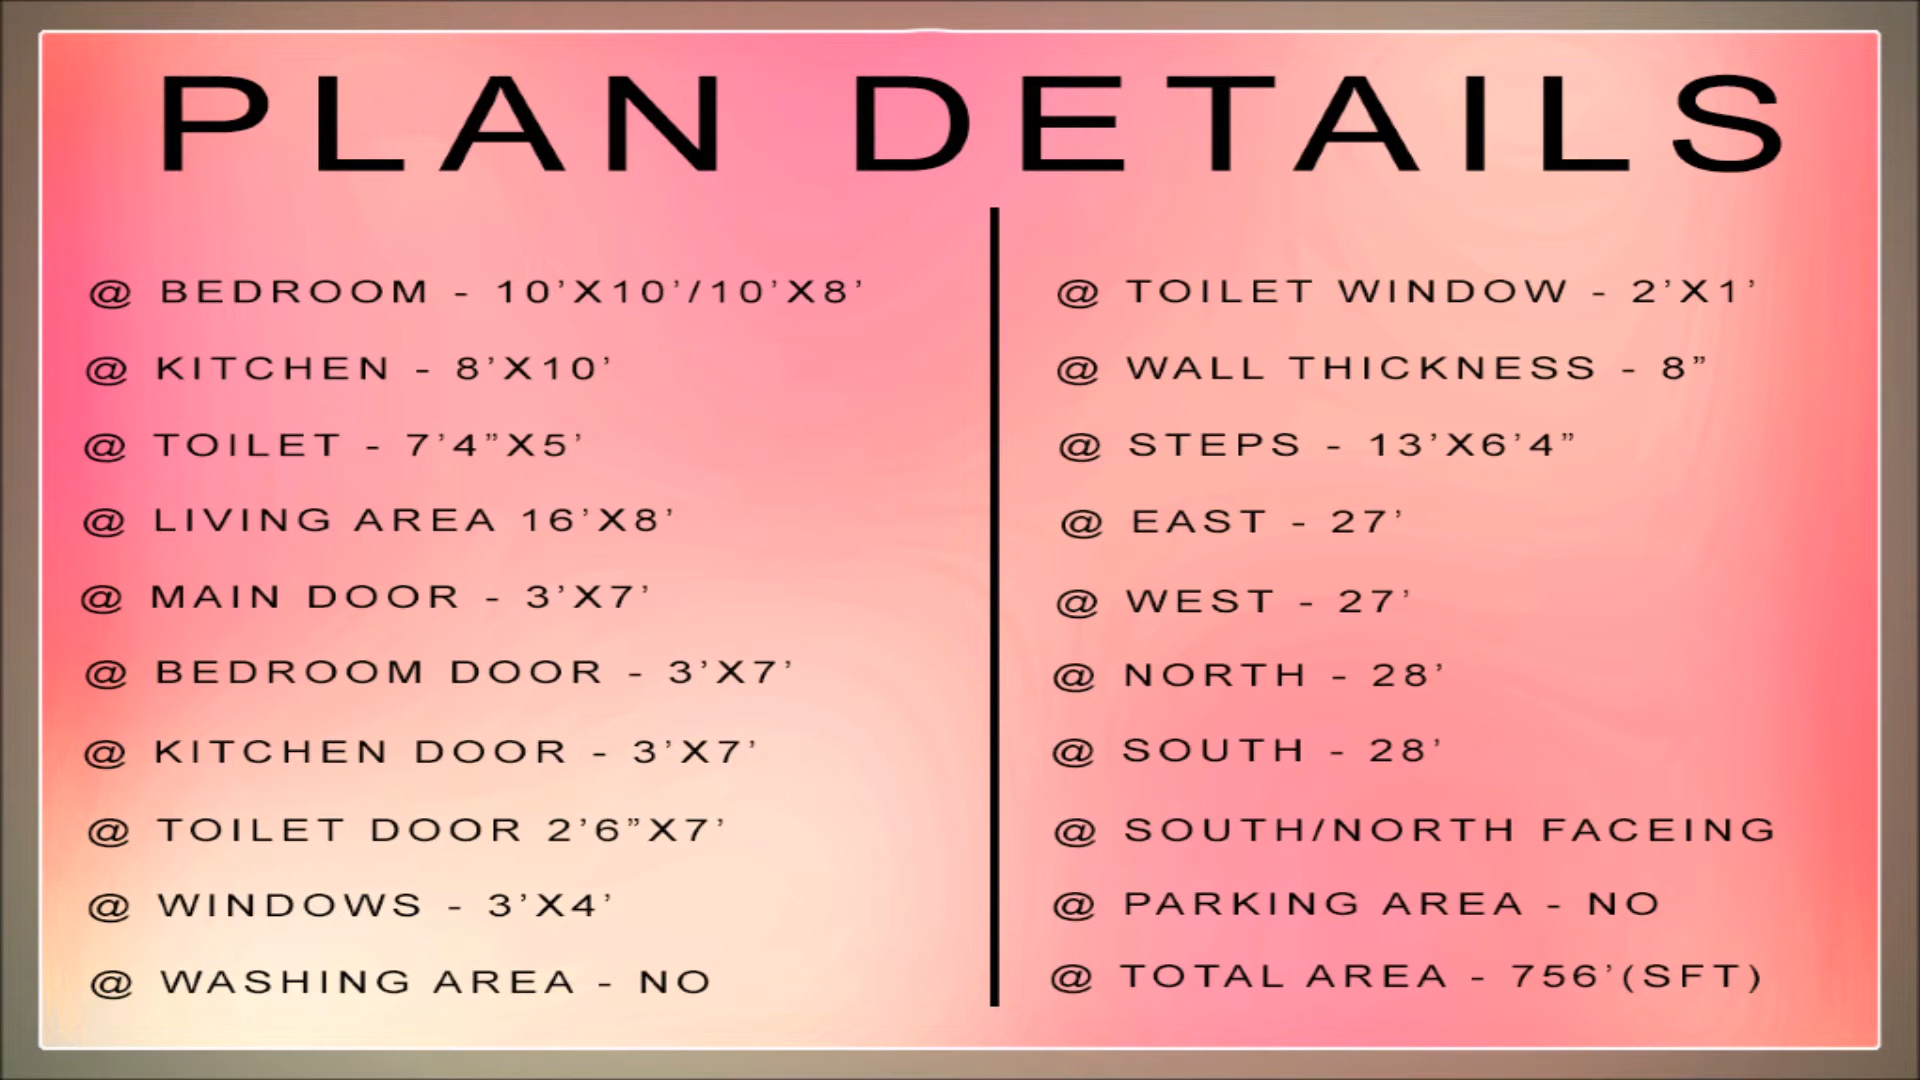 PLAN DETAILS
@ BEDROOM - 10’X10’/10’X8’
@ KITCHEN - 8’X10’
@ TOILET - 7’4”X5’
@ LIVING AREA 16’X8’
@ MAIN DOOR - 3’X7’
@ BEDROOM DOOR - 3’X7’
@ KITCHEN DOOR - 3’X7’
@ TOILET DOOR 2’6”X7’
@ WINDOWS - 3’X4’
@ WASHING AREA - NO
@ TOILET WINDOW - 2’X1’
@ WALL THICKNESS - 8”
@ STEPS - 13’X6’4”
@ EAST - 27’
@ WEST - 27’
@ NORTH - 28’
@ SOUTH - 28’
@ SOUTH/NORTH FACEING
@ PARKING AREA - NO
@ TOTAL AREA - 756’(SFT)